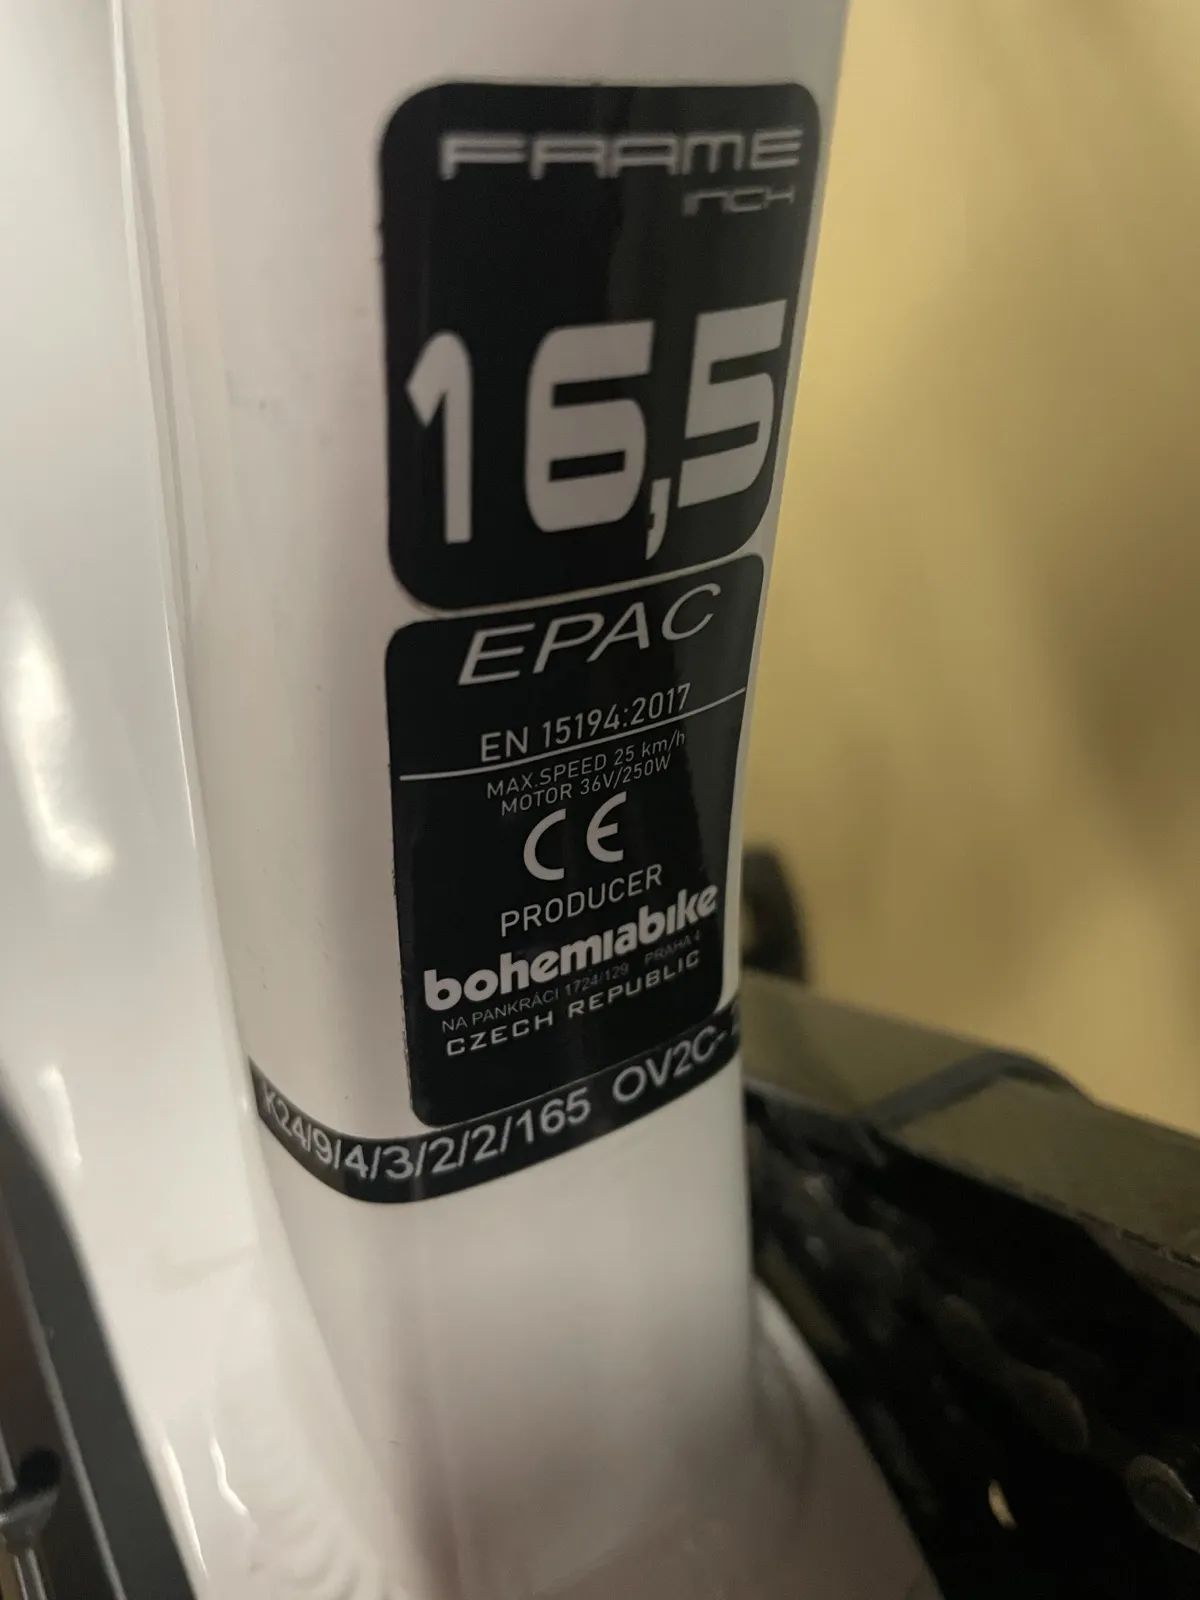 FRAME
INCH
16,5
EPAC
EN 15194:2017
MAX.SPEED 25 km/h
MOTOR 36V/250W
CE
PRODUCER
bohemiabike
NA PANKRÁCI 1724/129 PRAHA 4
CZECH REPUBLIC
K24/9/4/3/2/2/165 OV2C-